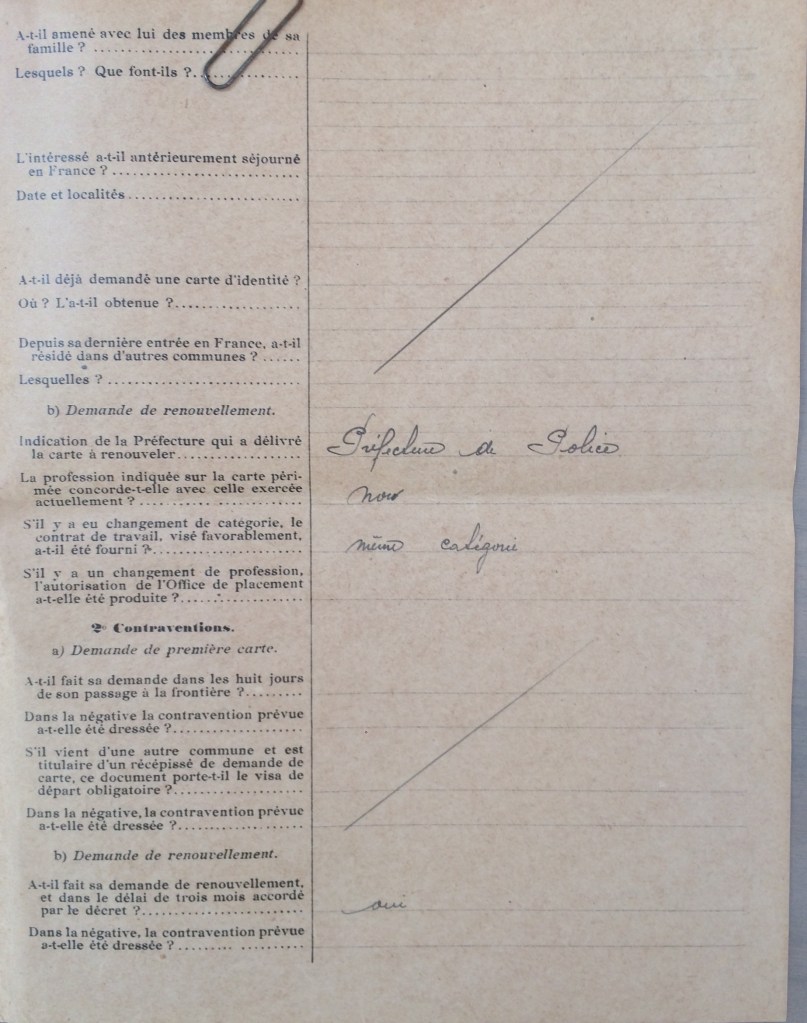 A-t-il amené avec lui des membres de sa
famille ? ..............................
Lesquels ? Que font-ils ?...............
L'intéressé a-t-il antérieurement séjourné
en France ? ............................
Date et localités.........................
A-t-il déjà demandé une carte d'identité ?
Où ? L'a-t-il obtenue ?...................
Depuis sa dernière entrée en France, a-t-il
résidé dans d'autres communes ? ......
Lesquelles ? ............................
b) Demande de renouvellement.
Indication de la Préfecture qui a délivré
la carte à renouveler.................. Préfecture de Police
La profession indiquée sur la carte péri-
mée concorde-t-elle avec celle exercée
actuellement ? ........................ non
S'il y a eu changement de catégorie, le
contrat de travail, visé favorablement,
a-t-il été fourni ?...................... même catégorie
S'il y a un changement de profession,
l'autorisation de l'Office de placement
a-t-elle été produite ?..................
2° Contraventions.
a) Demande de première carte.
A-t-il fait sa demande dans les huit jours
de son passage à la frontière ?.........
Dans la négative la contravention prévue
a-t-elle été dressée ?...................
S'il vient d'une autre commune et est
titulaire d'un récépissé de demande de
carte, ce document porte-t-il le visa de
départ obligatoire ?...................
Dans la négative, la contravention prévue
a-t-elle été dressée ?...................
b) Demande de renouvellement.
A-t-il fait sa demande de renouvellement,
et dans le délai de trois mois accordé
par le décret ?........................ oui
Dans la négative, la contravention prévue
a-t-elle été dressée ? ......... ..........